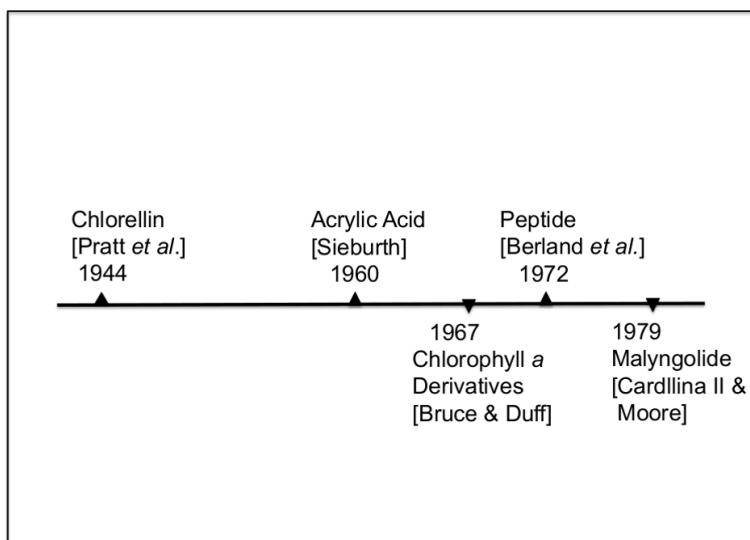 Chlorellin
[Pratt et al.]
1944
Acrylic Acid
[Sieburth]
1960
Peptide
[Berland et al.]
1972
1967
Chlorophyll a
Derivatives
[Bruce & Duff]
1979
Malyngolide
[Cardllina II &
Moore]